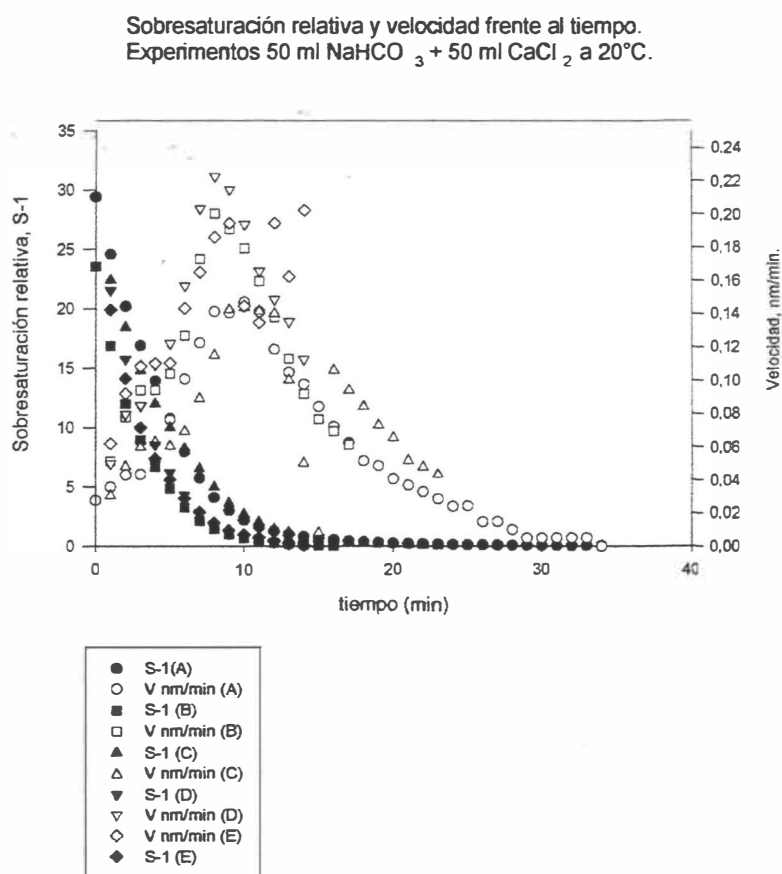 Sobresaturación relativa y velocidad frente al tiempo.
Experimentos 50 ml NaHCO 3 + 50 ml CaCl 2 a 20°C.
Sobresaturación relativa, S-1
35
30
25
20
15
10
5
0
0,24
0,22
0,20
0,18
0,16
0,14
0,12
0,10
0,08
0,06
0,04
0,02
0,00
Velocidad, nm/min.
0
10
20
30
40
tiempo (min)
S-1(A)
V nm/min (A)
S-1 (B)
V nm/min (B)
S-1 (C)
V nm/min (C)
S-1 (D)
V nm/min (D)
V nm/min (E)
S-1 (E)